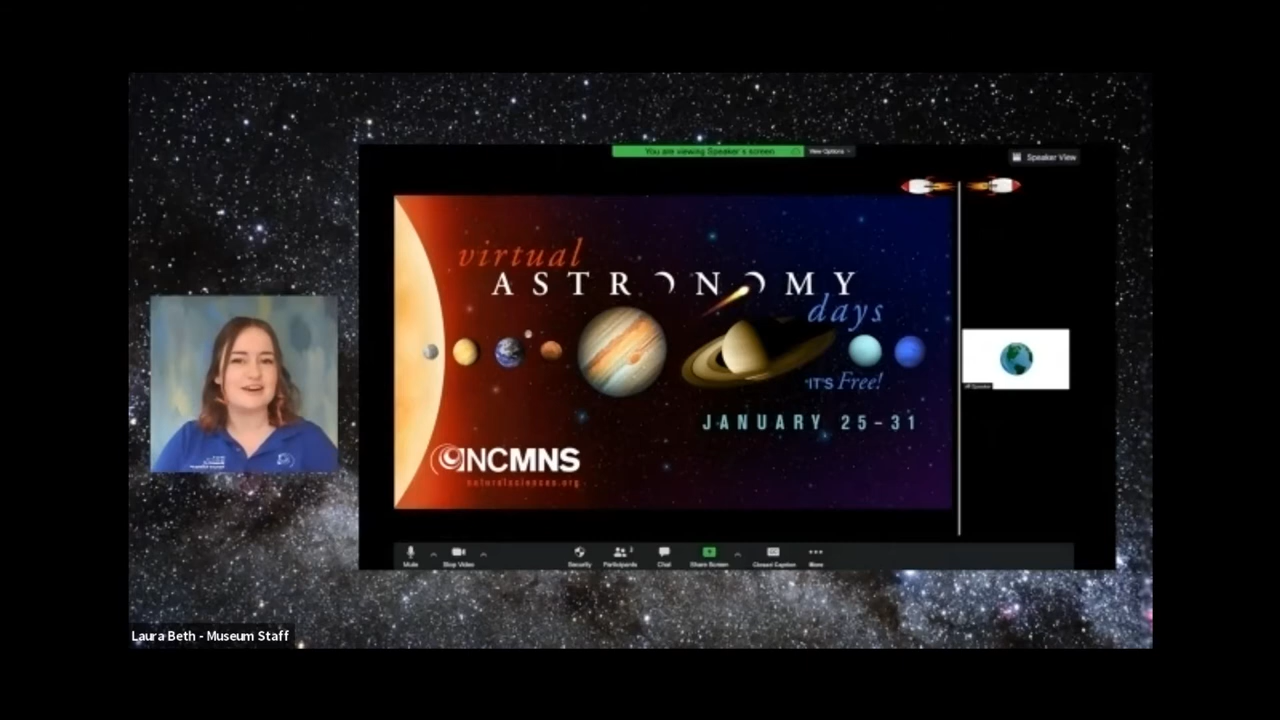 You are viewing Speaker's screen
View Options
Speaker View
virtual
ASTRONOMY
days
IT'S Free!
JANUARY 25-31
NCMNS
naturalsciences.org
Speaker
Mute
Stop Video
Security
Participants
Chat
Share Screen
Closed Caption
More
Laura Beth - Museum Staff